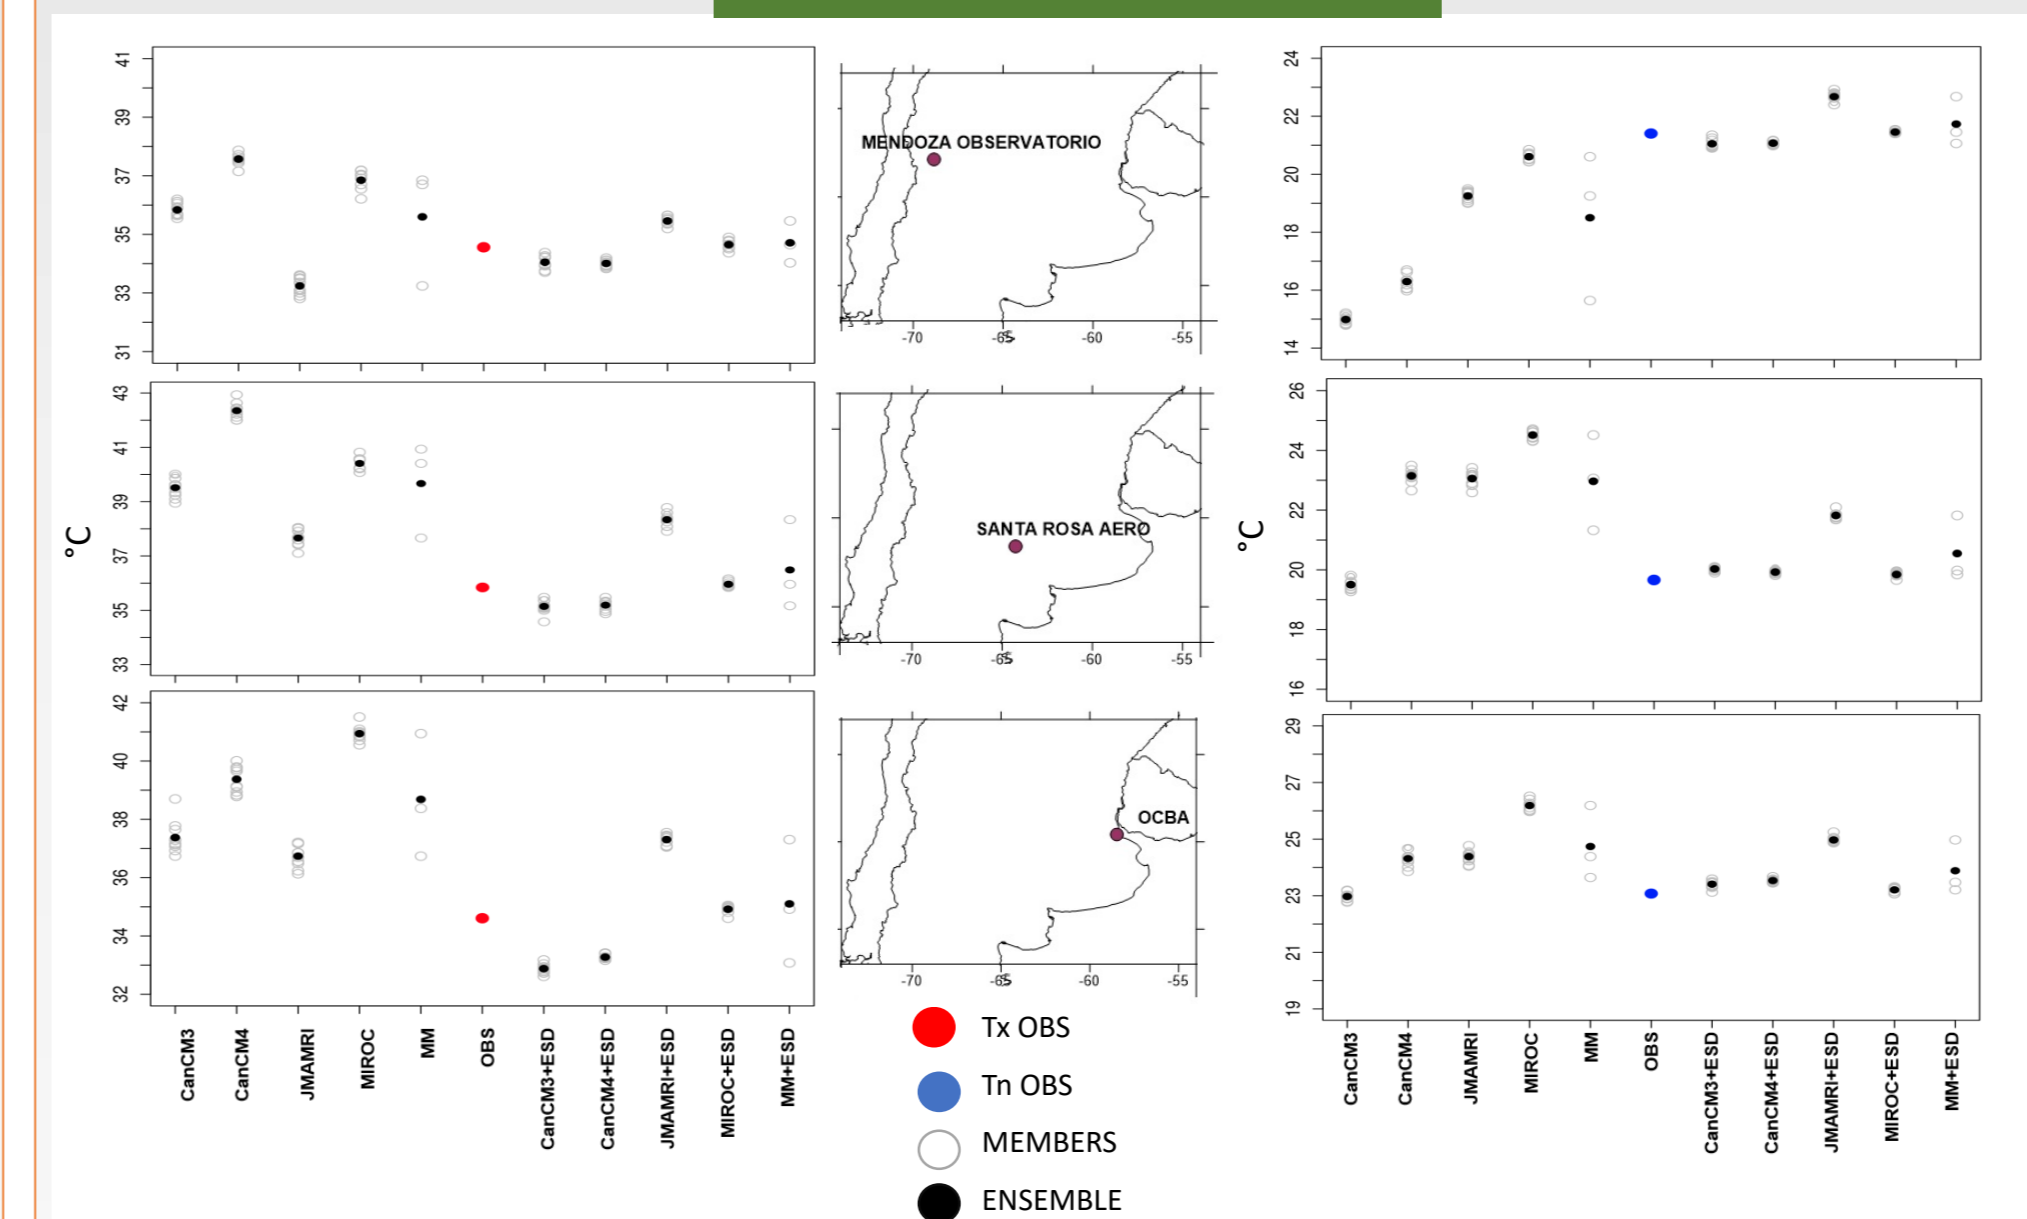 41
39
37
35
33
31
MENDOZA OBSERVATORIO
-70
-65
-60
-55
24
22
20
18
16
14
°C
43
41
39
37
35
33
SANTA ROSA AERO
-70
-65
-60
-55
°C
26
24
22
20
18
16
42
40
38
36
34
32
OCBA
-70
-65
-60
-55
29
27
25
23
21
19
CanCM3
CanCM4
JMAMRI
MIROC
MM
OBS
CanCM3+ESD
CanCM4+ESD
JMAMRI+ESD
MIROC+ESD
MM+ESD
Tx OBS
Tn OBS
MEMBERS
ENSEMBLE
CanCM3
CanCM4
JMAMRI
MIROC
MM
OBS
CanCM3+ESD
CanCM4+ESD
JMAMRI+ESD
MIROC+ESD
MM+ESD